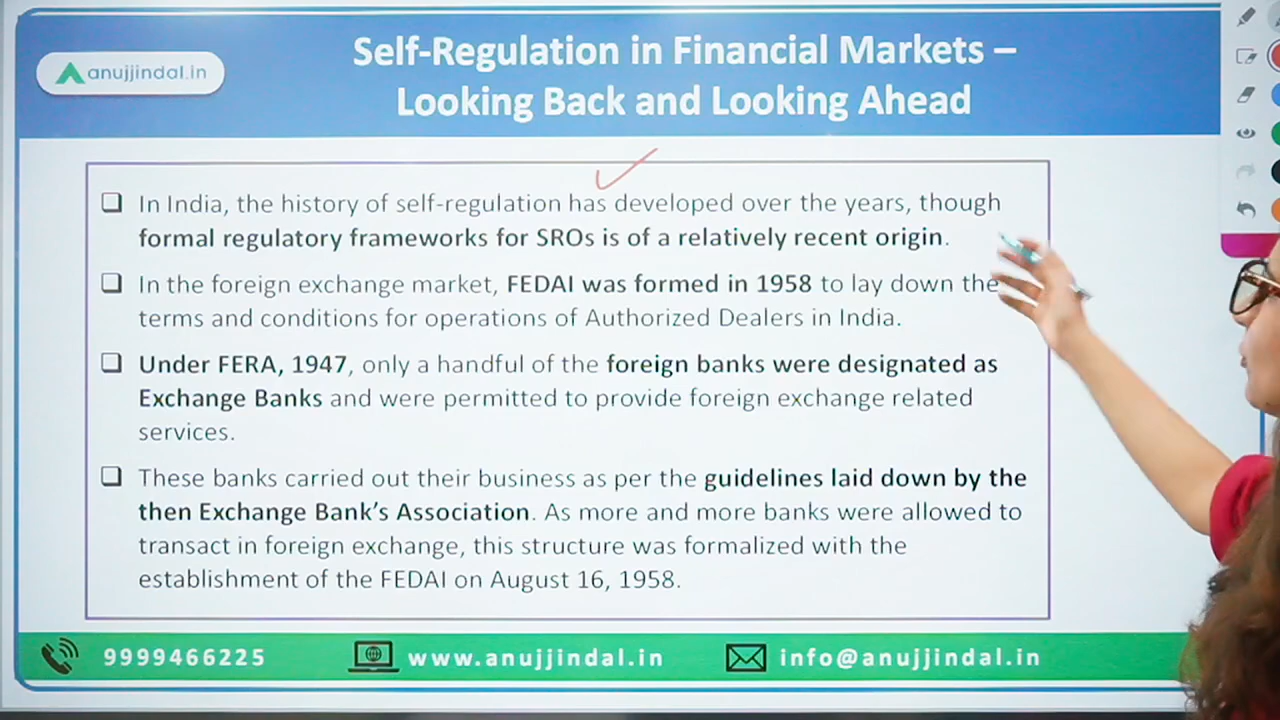 anujjindal.in
Self-Regulation in Financial Markets –
Looking Back and Looking Ahead
In India, the history of self-regulation has developed over the years, though
formal regulatory frameworks for SROs is of a relatively recent origin.
In the foreign exchange market, FEDAI was formed in 1958 to lay down the
terms and conditions for operations of Authorized Dealers in India.
Under FERA, 1947, only a handful of the foreign banks were designated as
Exchange Banks and were permitted to provide foreign exchange related
services.
These banks carried out their business as per the guidelines laid down by the
then Exchange Bank's Association. As more and more banks were allowed to
transact in foreign exchange, this structure was formalized with the
establishment of the FEDAI on August 16, 1958.
9999466225
www.anujjindal.in
info@anujjindal.in